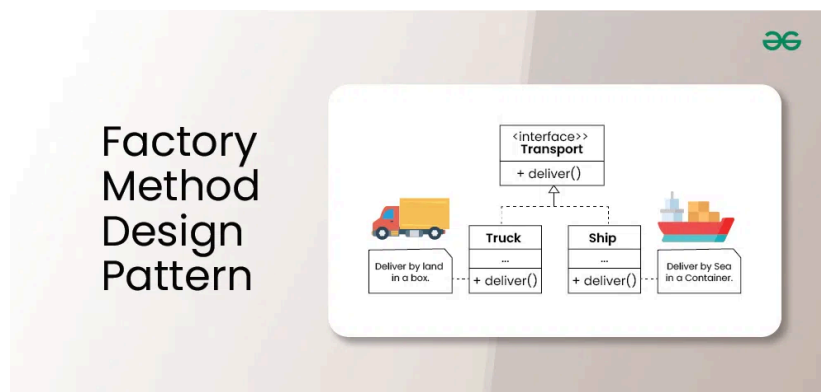 Factory
Method
Design
Pattern
<interface>>
Transport
+ deliver()
Truck
...
+ deliver()
Deliver by land
in a box.
Ship
...
+ deliver()
Deliver by Sea
in a Container.